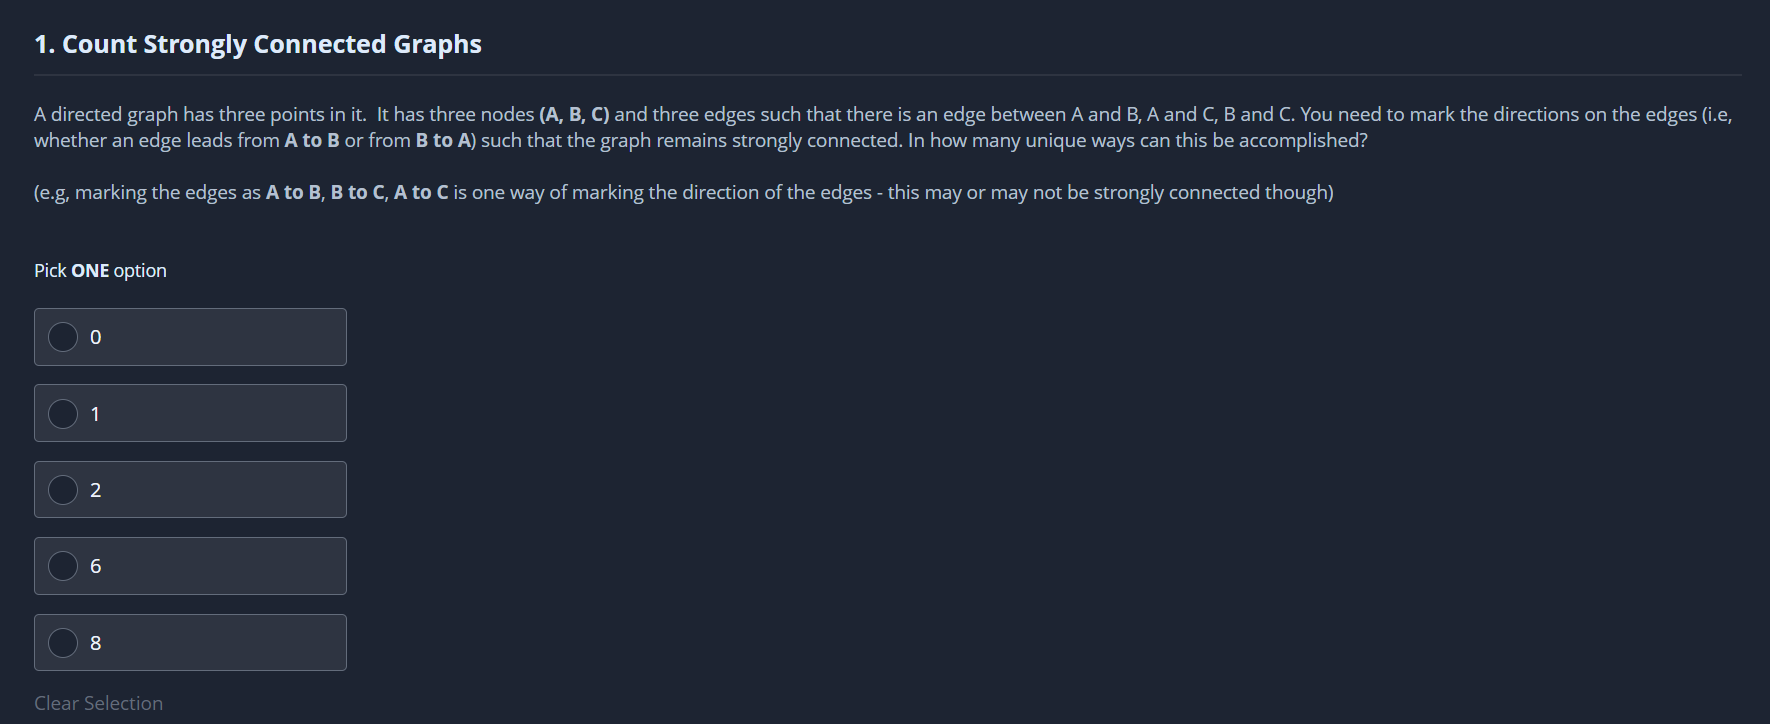 1. Count Strongly Connected Graphs
A directed graph has three points in it.  It has three nodes (A, B, C) and three edges such that there is an edge between A and B, A and C, B and C. You need to mark the directions on the edges (i.e,
whether an edge leads from A to B or from B to A) such that the graph remains strongly connected. In how many unique ways can this be accomplished?
(e.g, marking the edges as A to B, B to C, A to C is one way of marking the direction of the edges - this may or may not be strongly connected though)
Pick ONE option
0
1
2
6
8
Clear Selection